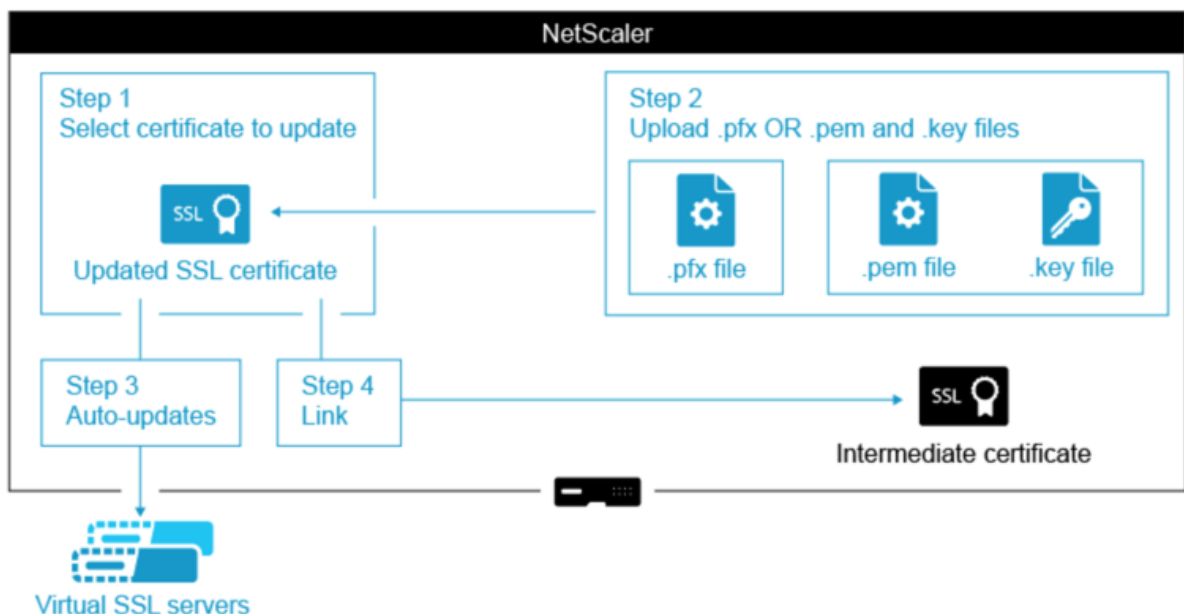 NetScaler
Step 1
Select certificate to update
SSL
Updated SSL certificate
Step 2
Upload .pfx OR .pem and .key files
.pfx file
.pem file
.key file
Step 3
Auto-updates
Step 4
Link
SSL
Intermediate certificate
Virtual SSL servers